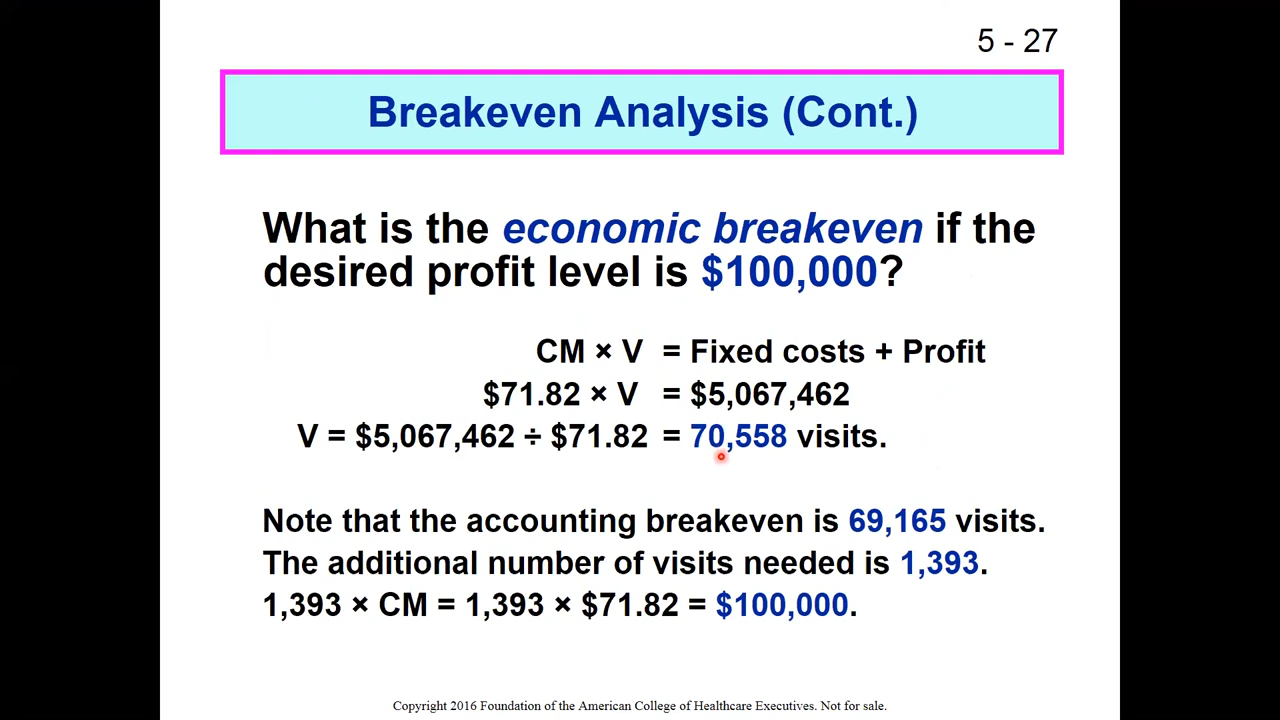 5 - 27
Breakeven Analysis (Cont.)
What is the economic breakeven if the
desired profit level is $100,000?
CM × V = Fixed costs + Profit
$71.82 × V = $5,067,462
V = $5,067,462 ÷ $71.82 = 70,558 visits.
Note that the accounting breakeven is 69,165 visits.
The additional number of visits needed is 1,393.
1,393 × CM = 1,393 × $71.82 = $100,000.
Copyright 2016 Foundation of the American College of Healthcare Executives. Not for sale.